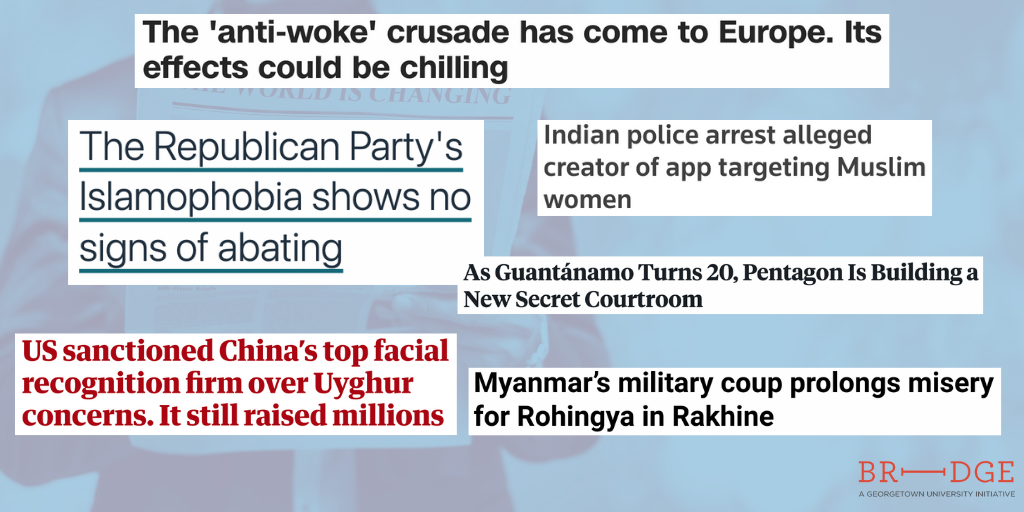 The 'anti-woke' crusade has come to Europe. Its
effects could be chilling
THE WORLD IS CHANGING
The Republican Party's
Islamophobia shows no
signs of abating
Indian police arrest alleged
creator of app targeting Muslim
women
As Guantánamo Turns 20, Pentagon Is Building a
New Secret Courtroom
US sanctioned China's top facial
recognition firm over Uyghur
concerns. It still raised millions
Myanmar's military coup prolongs misery
for Rohingya in Rakhine
BRIDGE
A GEORGETOWN UNIVERSITY INITIATIVE